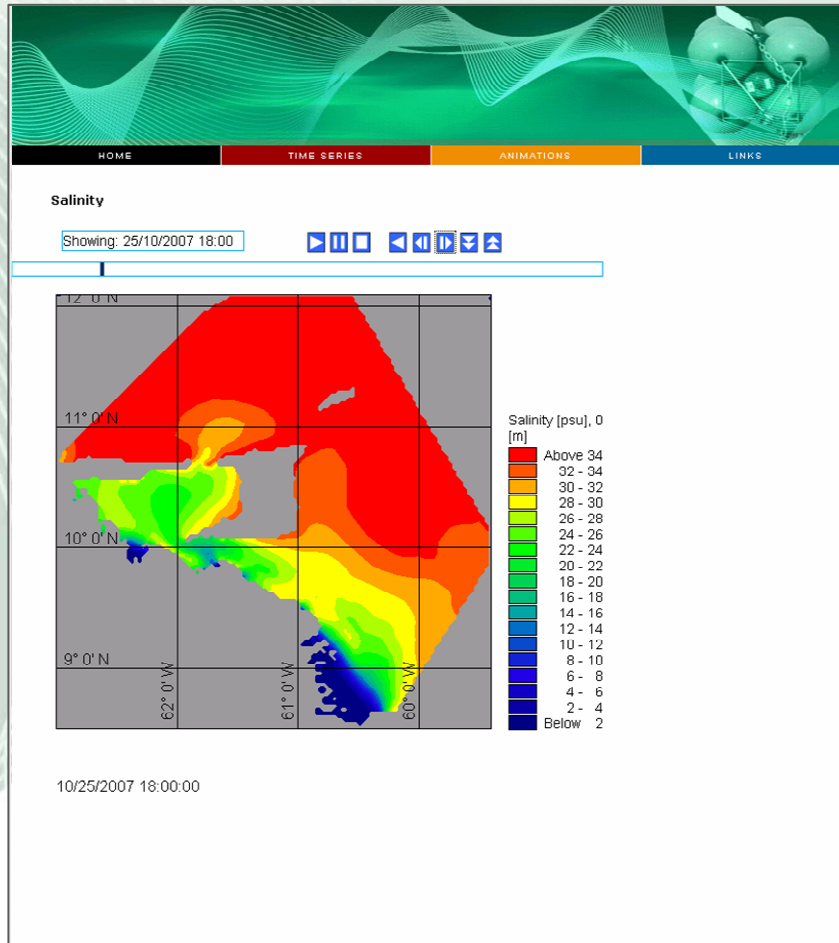 HOME TIME SERIES ANIMATIONS LINKS
Salinity
Showing: 25/10/2007 18:00
12° 0' N
11° 0' N
10° 0' N
9° 0' N
62° 0' W
61° 0' W
60° 0' W
Salinity [psu], 0
[m]
Above 34
32 - 34
30 - 32
28 - 30
26 - 28
24 - 26
22 - 24
20 - 22
18 - 20
16 - 18
14 - 16
12 - 14
10 - 12
8 - 10
6 - 8
4 - 6
2 - 4
Below 2
10/25/2007 18:00:00